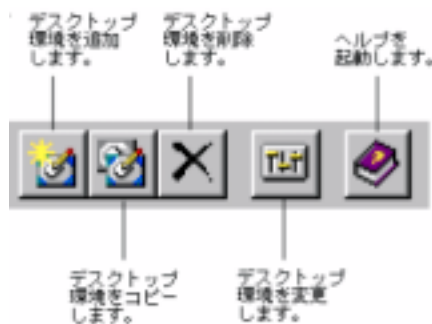 デスクトップ
環境を追加
します。
デスクトップ
環境を削除
します。
ヘルプを
起動します。
デスクトップ
環境をコピー
します。
デスクトップ
環境を変更
します。